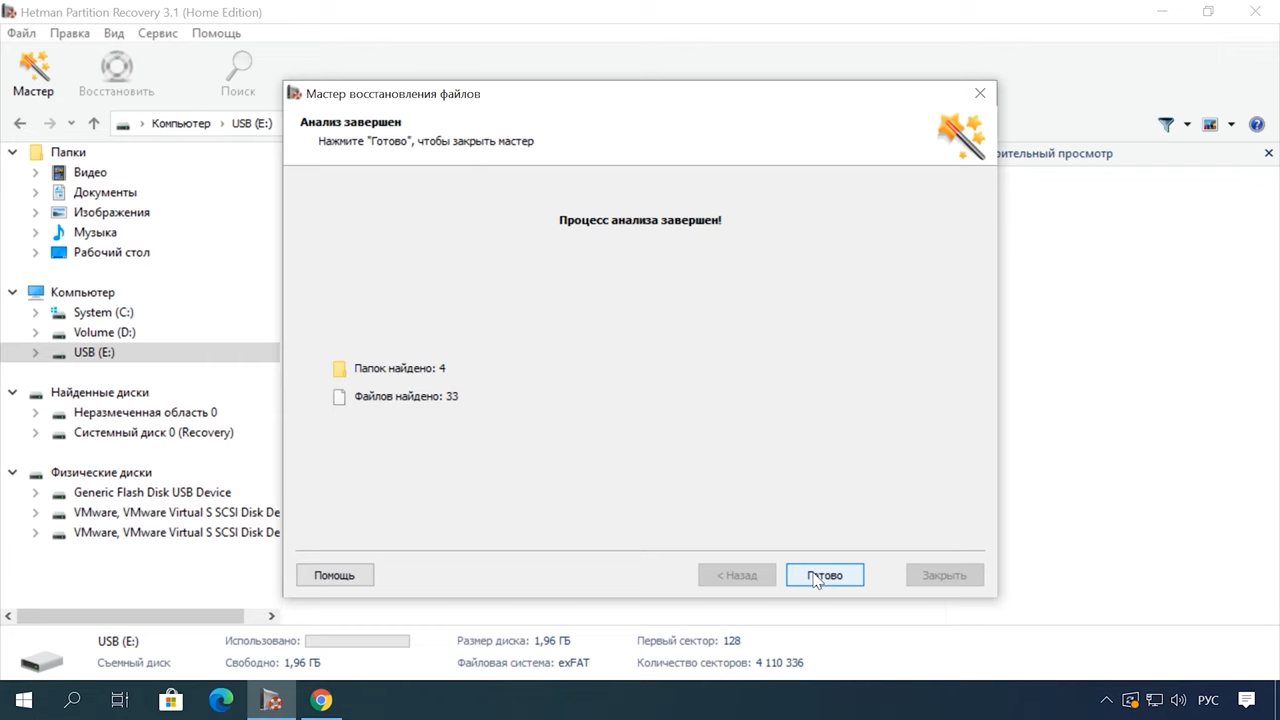 Hetman Partition Recovery 3.1 (Home Edition)
Файл Правка Вид Сервис Помощь
Мастер Восстановить Поиск
Компьютер USB (E:)
Папки
Видео
Документы
Изображения
Музыка
Рабочий стол
Компьютер
System (C:)
Volume (D:)
USB (E:)
Найденные диски
Неразмеченная область 0
Системный диск 0 (Recovery)
Физические диски
Generic Flash Disk USB Device
VMware, VMware Virtual S SCSI Disk De
VMware, VMware Virtual S SCSI Disk De
Мастер восстановления файлов
Анализ завершен
Нажмите "Готово", чтобы закрыть мастер
Процесс анализа завершен!
Папок найдено: 4
Файлов найдено: 33
Помощь < Назад Готово Закрыть
просмотр
USB (E:) Использовано: Размер диска: 1,96 ГБ Первый сектор: 128
Съемный диск Свободно: 1,96 ГБ Файловая система: exFAT Количество секторов: 4 110 336
РУС